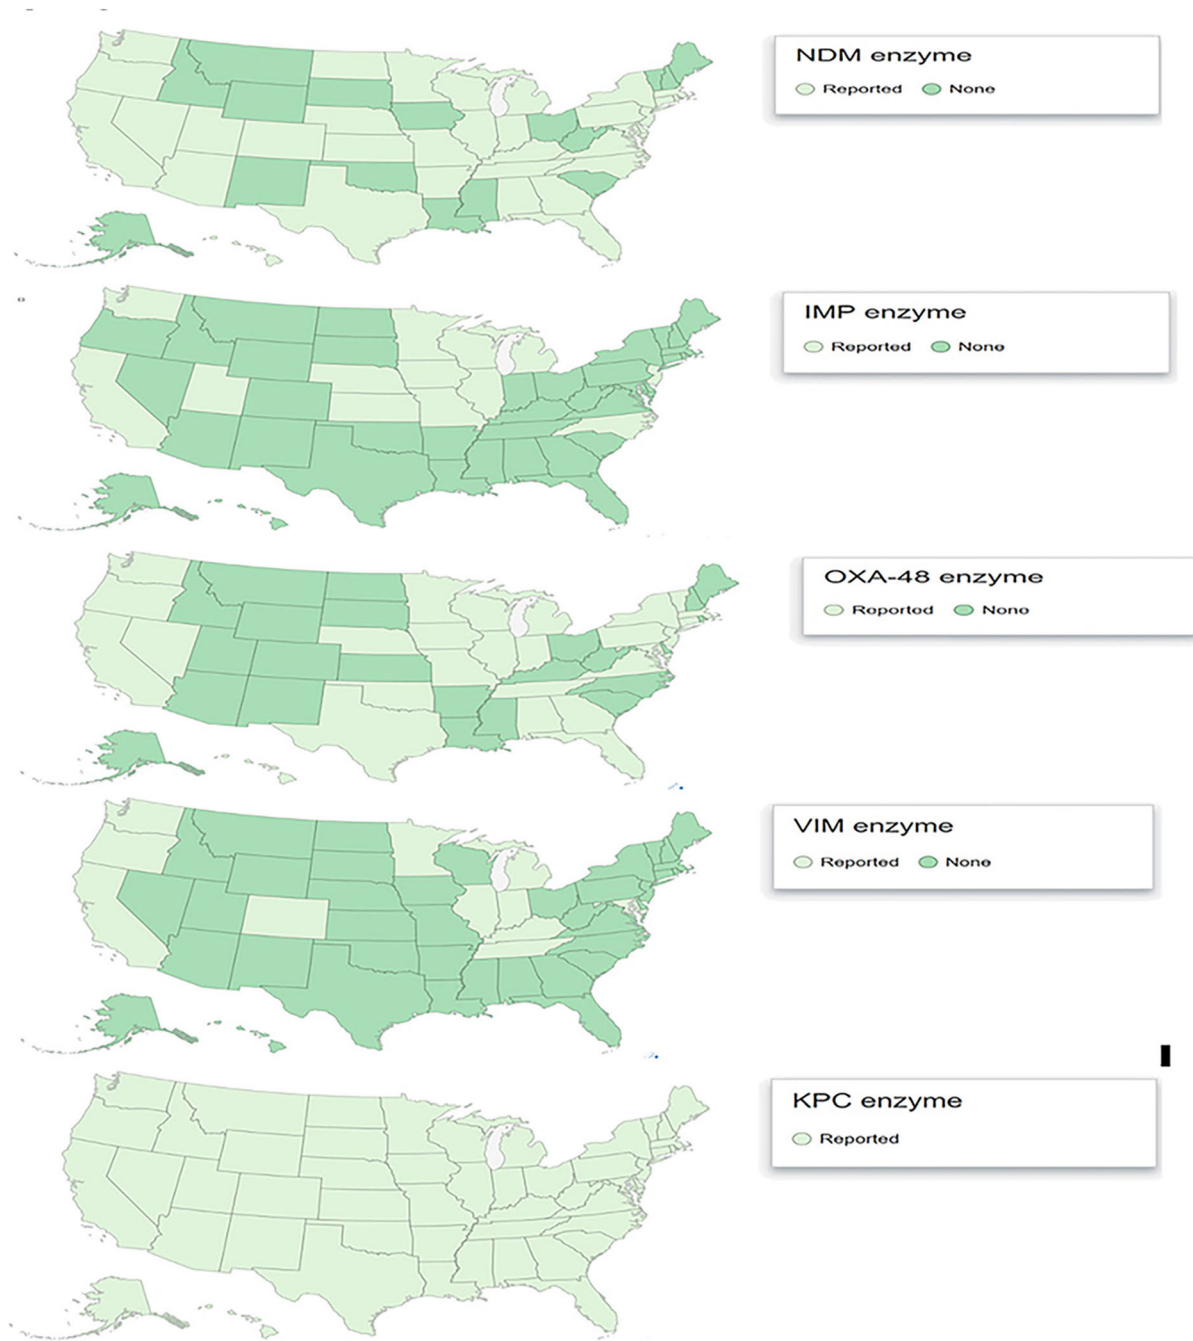 NDM enzyme
Reported None
IMP enzyme
Reported None
OXA-48 enzyme
Reported None
VIM enzyme
Reported None
KPC enzyme
Reported